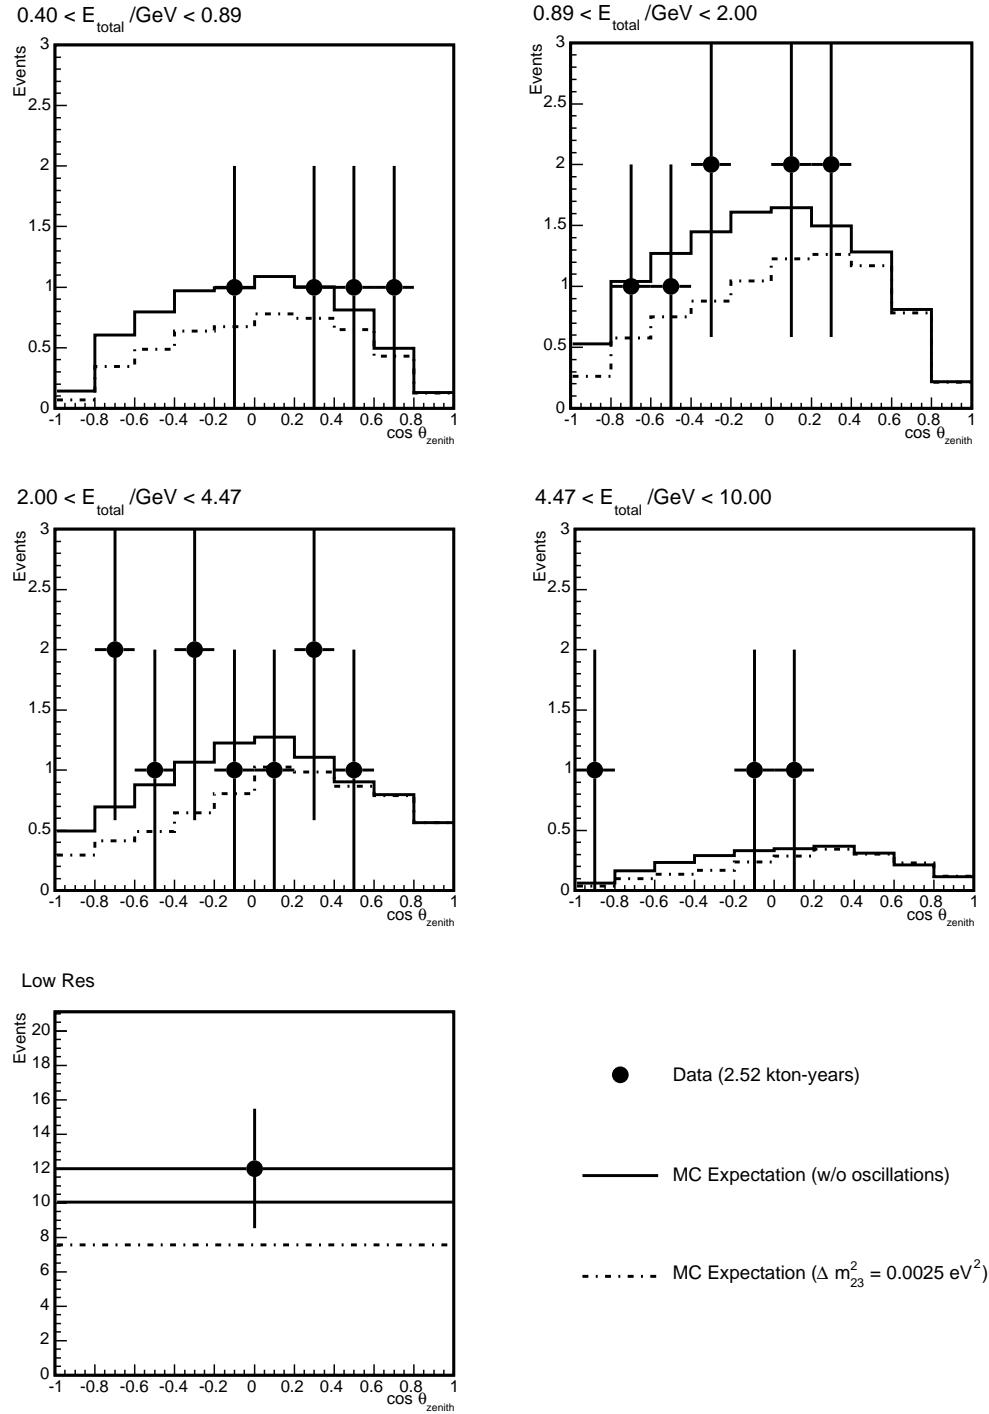 0.40 < E_total /GeV < 0.89
Events
3
2.5
2
1.5
1
0.5
0
-1 -0.8 -0.6 -0.4 -0.2 0 0.2 0.4 0.6 0.8 1
cos θ_zenith
0.89 < E_total /GeV < 2.00
Events
3
2.5
2
1.5
1
0.5
0
-1 -0.8 -0.6 -0.4 -0.2 0 0.2 0.4 0.6 0.8 1
cos θ_zenith
2.00 < E_total /GeV < 4.47
Events
3
2.5
2
1.5
1
0.5
0
-1 -0.8 -0.6 -0.4 -0.2 0 0.2 0.4 0.6 0.8 1
cos θ_zenith
4.47 < E_total /GeV < 10.00
Events
3
2.5
2
1.5
1
0.5
0
-1 -0.8 -0.6 -0.4 -0.2 0 0.2 0.4 0.6 0.8 1
cos θ_zenith
Low Res
Events
20
18
16
14
12
10
8
6
4
2
0
-1 -0.8 -0.6 -0.4 -0.2 0 0.2 0.4 0.6 0.8 1
cos θ_zenith
Data (2.52 kton-years)
MC Expectation (w/o oscillations)
MC Expectation (Δ m²₂₃ = 0.0025 eV²)